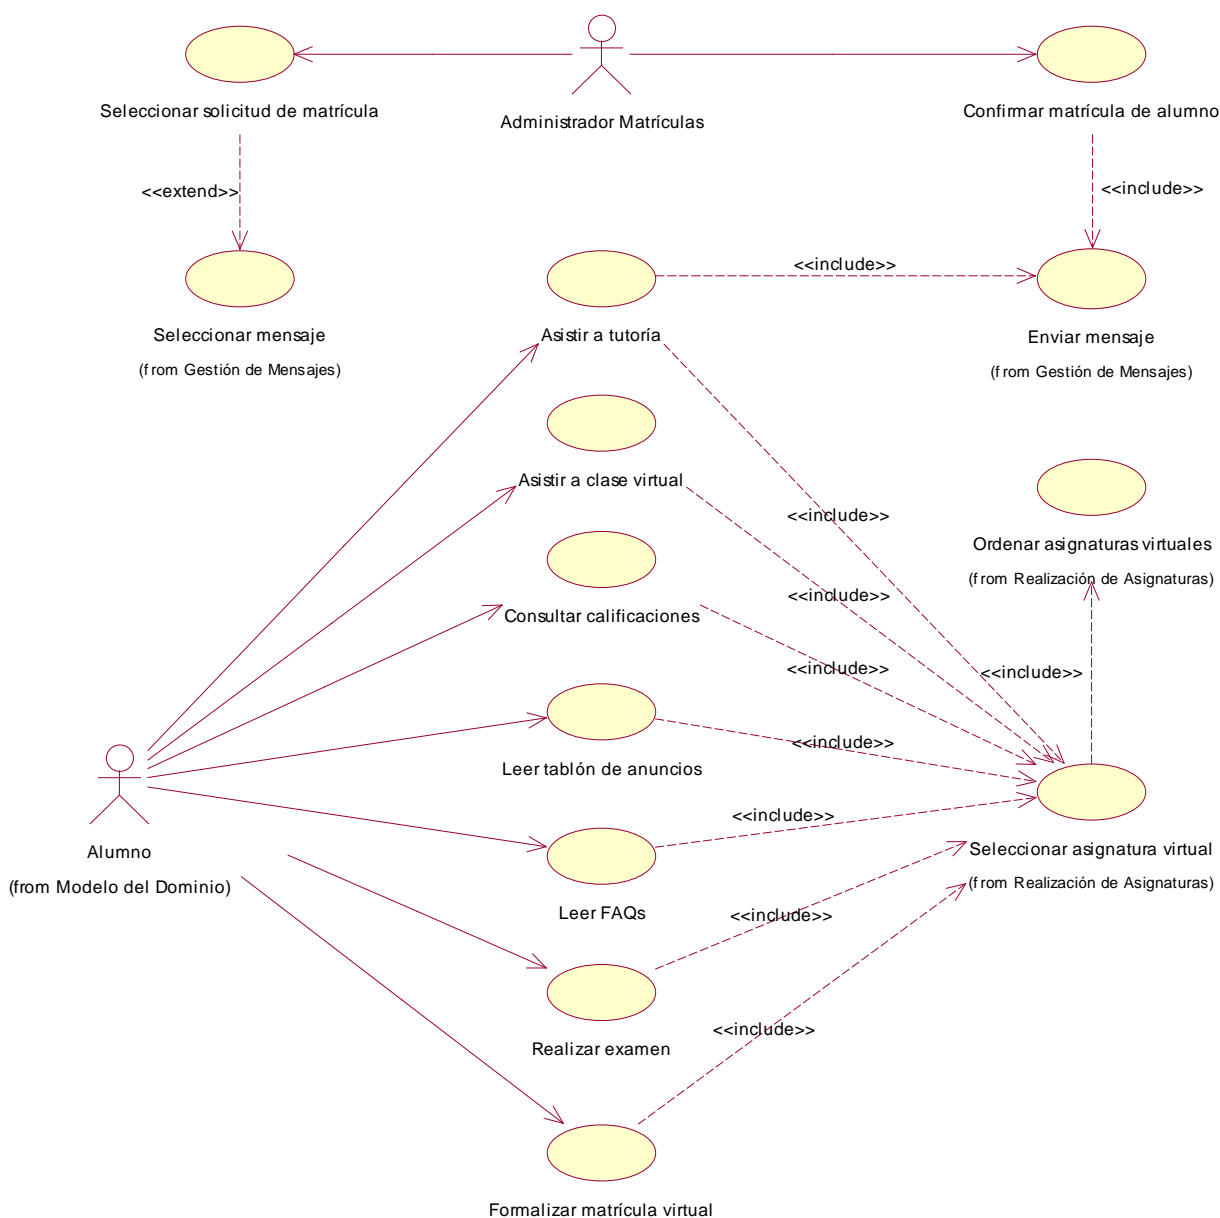 Seleccionar solicitud de matrícula
Administrador Matrículas
Confirmar matrícula de alumno
<<extend>>
<<include>>
<<include>>
Seleccionar mensaje
(from Gestión de Mensajes)
Asistir a tutoría
Enviar mensaje
(from Gestión de Mensajes)
Asistir a clase virtual
<<include>>
Ordenar asignaturas virtuales
(from Realización de Asignaturas)
<<include>>
Consultar calificaciones
<<include>>
<<include>>
<<include>>
Leer tablón de anuncios
<<include>>
Alumno
(from Modelo del Dominio)
Seleccionar asignatura virtual
(from Realización de Asignaturas)
Leer FAQs
<<include>>
Realizar examen
<<include>>
Formalizar matrícula virtual